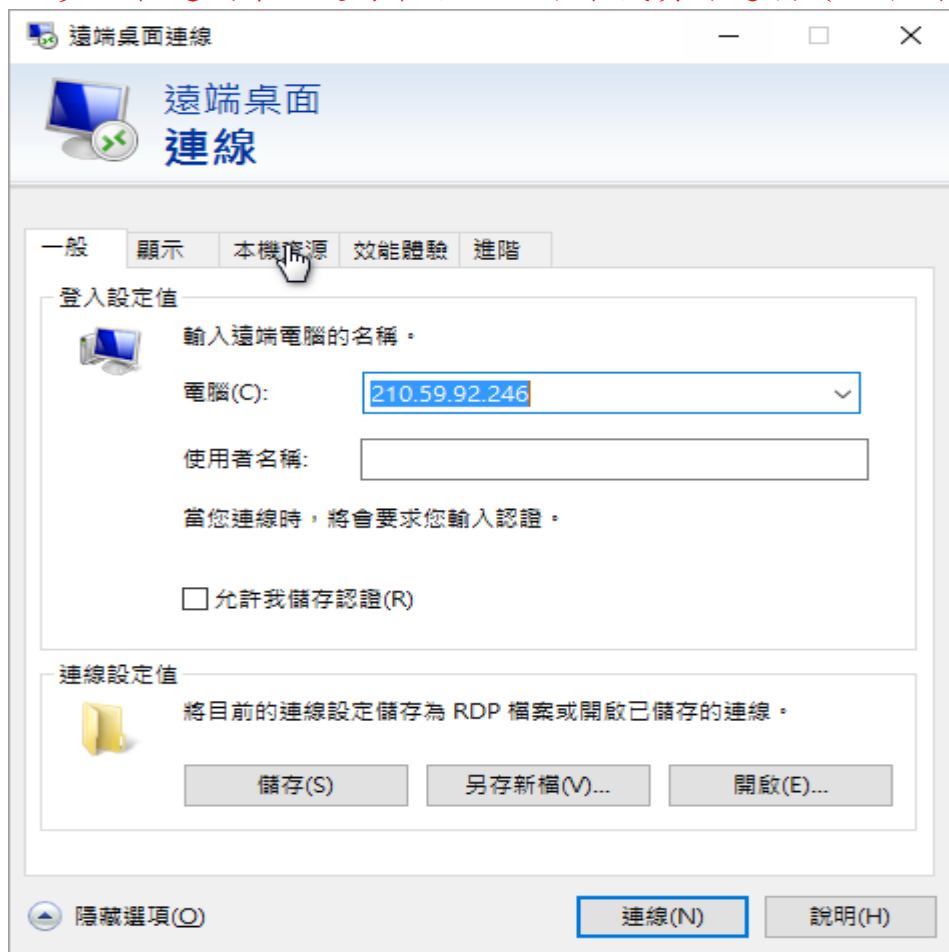 遠端桌面連線
遠端桌面
連線
一般 顯示 本機資源 效能體驗 進階
登入設定值
輸入遠端電腦的名稱。
電腦(C): 210.59.92.246
使用者名稱:
當您連線時，將會要求您輸入認證。
允許我儲存認證(R)
連線設定值
將目前的連線設定儲存為 RDP 檔案或開啟已儲存的連線。
儲存(S) 另存新檔(V)... 開啟(E)...
隱藏選項(O) 連線(N) 說明(H)